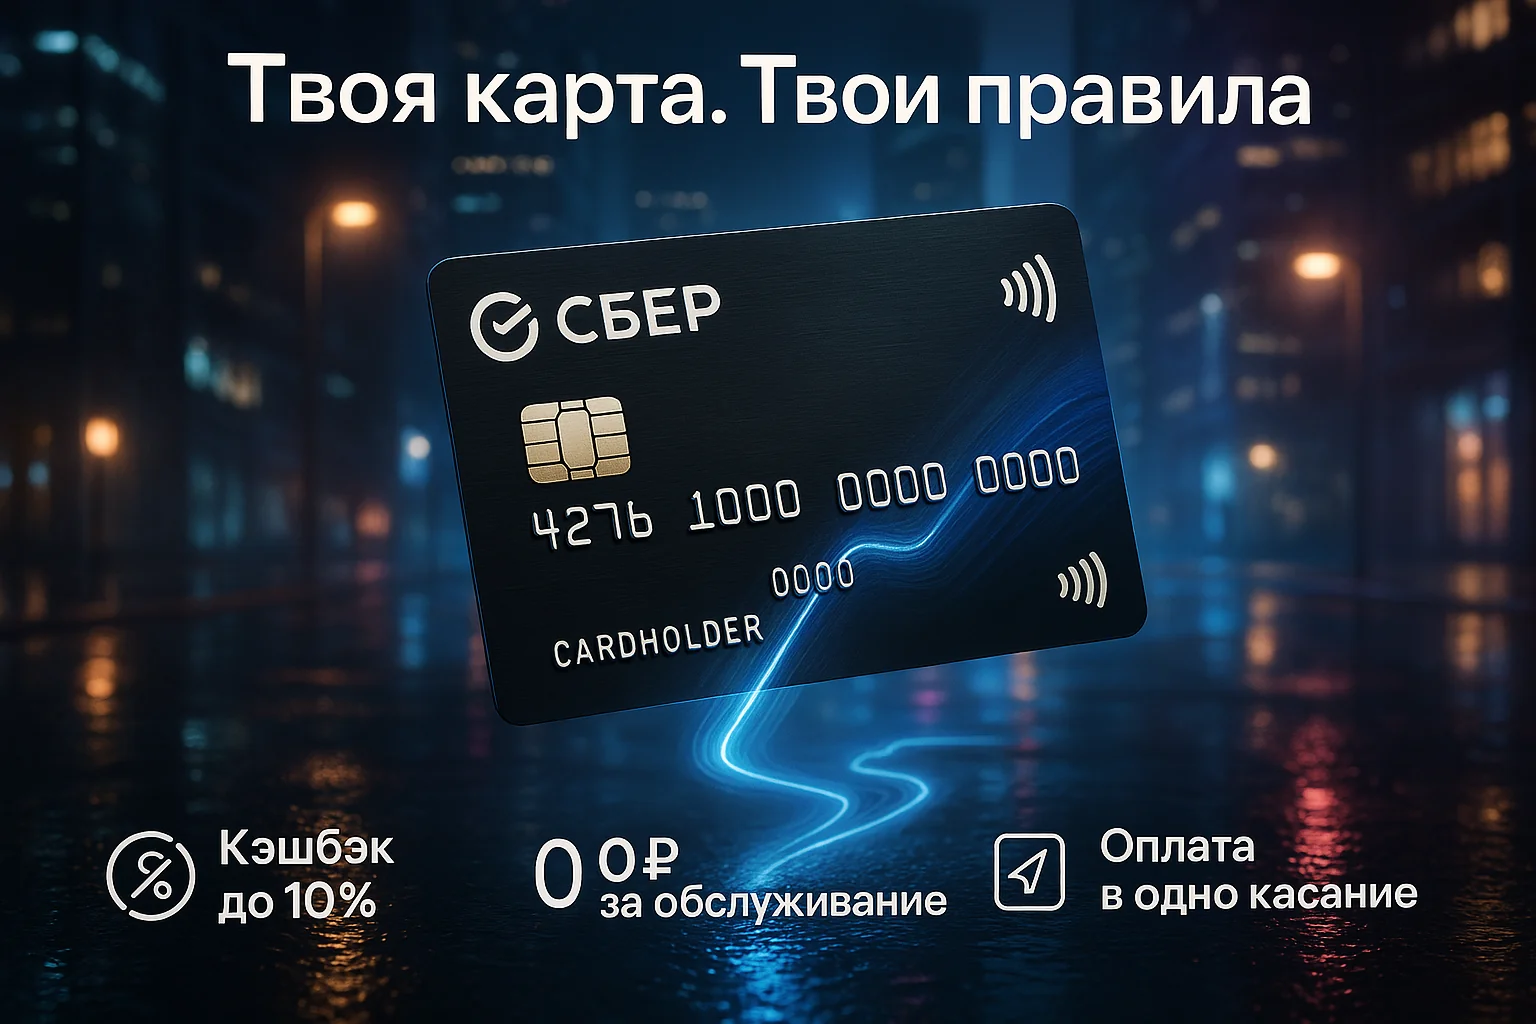 Твоя карта. Твои правила
СБЕР
4276 1000 0000 0000
0000
CARDHOLDER
Кэшбэк
до 10%
0 0 ₽
за обслуживание
Оплата
в одно касание